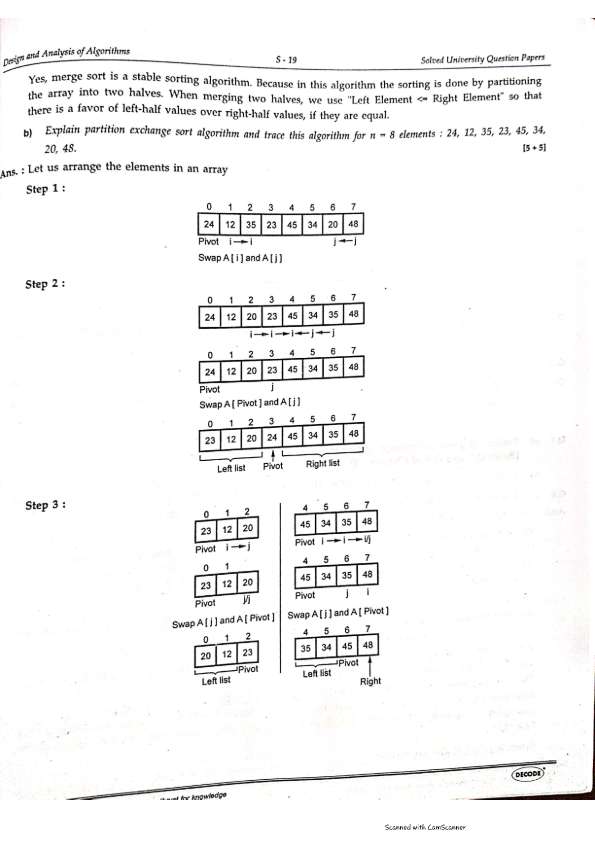 Design and Analysis of Algorithms
S - 19
Solved University Question Papers
Yes, merge sort is a stable sorting algorithm. Because in this algorithm the sorting is done by partitioning
the array into two halves. When merging two halves, we use "Left Element <= Right Element" so that
there is a favor of left-half values over right-half values, if they are equal.
b) Explain partition exchange sort algorithm and trace this algorithm for n = 8 elements : 24, 12, 35, 23, 45, 34,
20, 48. [5 + 5]
Ans. : Let us arrange the elements in an array
Step 1 :
0 1 2 3 4 5 6 7
24 12 35 23 45 34 20 48
Pivot i→i j←j
Swap A [ i ] and A [ j ]
Step 2 :
0 1 2 3 4 5 6 7
24 12 20 23 45 34 35 48
i→i→i←j←j
0 1 2 3 4 5 6 7
24 12 20 23 45 34 35 48
Pivot j
Swap A [ Pivot ] and A [ j ]
0 1 2 3 4 5 6 7
23 12 20 24 45 34 35 48
Left list Pivot Right list
Step 3 :
0 1 2
23 12 20
Pivot i→j
0 1
23 12 20
Pivot j/j
Swap A [ j ] and A [ Pivot ]
0 1 2
20 12 23
Pivot
Left list
4 5 6 7
45 34 35 48
Pivot i→i→i/j
4 5 6 7
45 34 35 48
Pivot j i
Swap A [ j ] and A [ Pivot ]
4 5 6 7
35 34 45 48
Pivot
Left list
Right
DECODE
for knowledge
Scanned with CamScanner